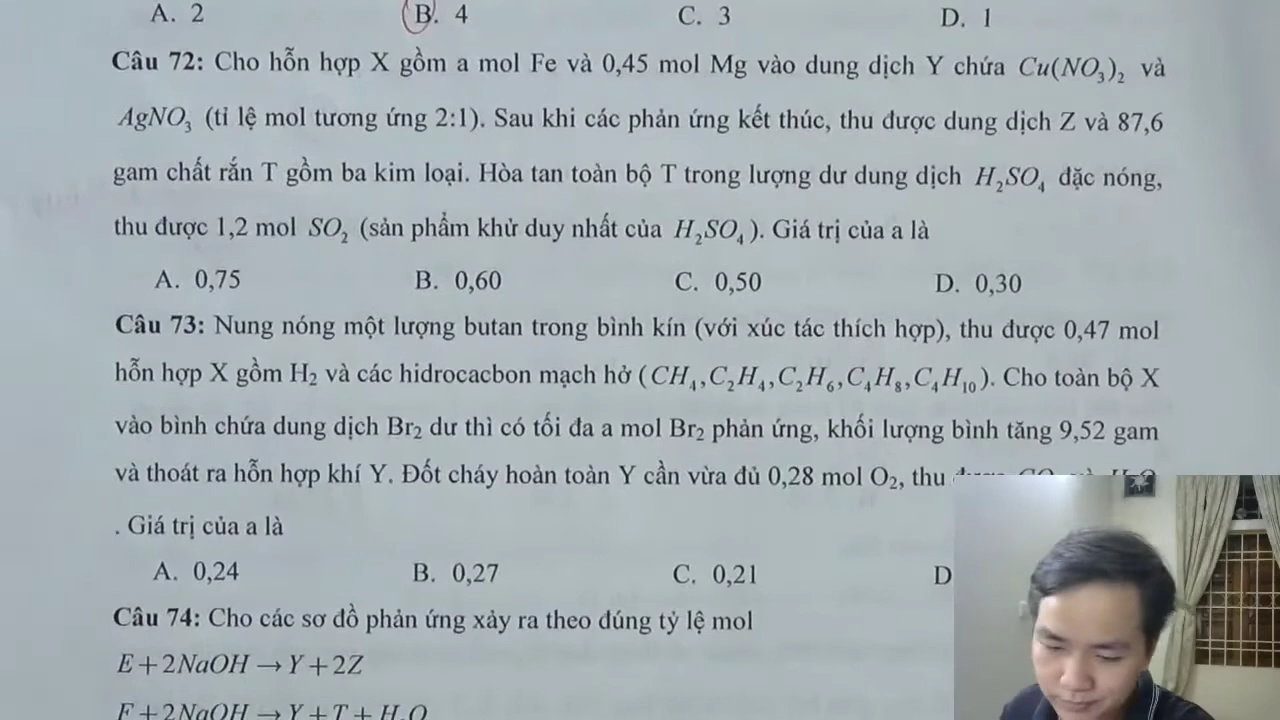 A. 2 B. 4 C. 3 D. 1
Câu 72: Cho hỗn hợp X gồm a mol Fe và 0,45 mol Mg vào dung dịch Y chứa Cu(NO₃)₂ và
AgNO₃ (tỉ lệ mol tương ứng 2:1). Sau khi các phản ứng kết thúc, thu được dung dịch Z và 87,6
gam chất rắn T gồm ba kim loại. Hòa tan toàn bộ T trong lượng dư dung dịch H₂SO₄ đặc nóng,
thu được 1,2 mol SO₂ (sản phẩm khử duy nhất của H₂SO₄). Giá trị của a là
A. 0,75 B. 0,60 C. 0,50 D. 0,30
Câu 73: Nung nóng một lượng butan trong bình kín (với xúc tác thích hợp), thu được 0,47 mol
hỗn hợp X gồm H₂ và các hidrocacbon mạch hở (CH₄,C₂H₄,C₂H₆,C₄H₈,C₄H₁₀). Cho toàn bộ X
vào bình chứa dung dịch Br₂ dư thì có tối đa a mol Br₂ phản ứng, khối lượng bình tăng 9,52 gam
và thoát ra hỗn hợp khí Y. Đốt cháy hoàn toàn Y cần vừa đủ 0,28 mol O₂, thu
. Giá trị của a là
A. 0,24 B. 0,27 C. 0,21 D
Câu 74: Cho các sơ đồ phản ứng xảy ra theo đúng tỷ lệ mol
E+2NaOH→Y+2Z
F+2NaOH→Y+T+H₂O